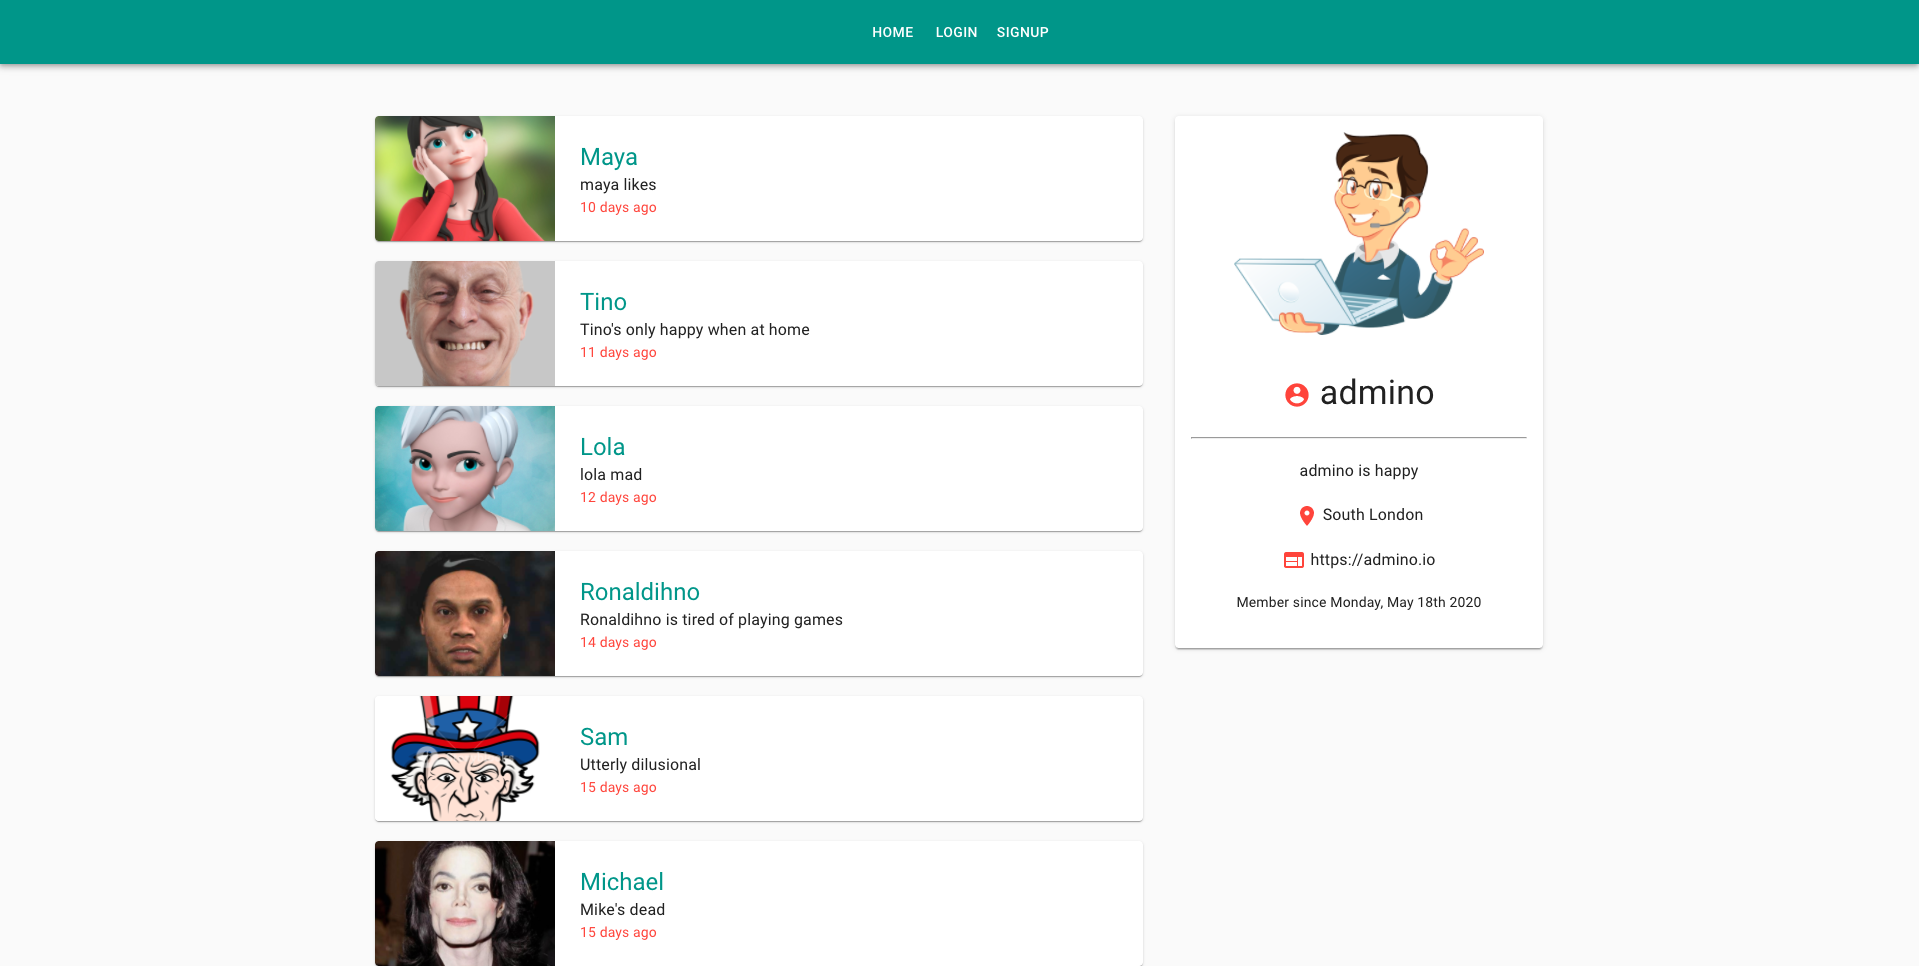 HOME LOGIN SIGNUP
Maya
maya likes
10 days ago
Tino
Tino's only happy when at home
11 days ago
Lola
lola mad
12 days ago
Ronaldihno
Ronaldihno is tired of playing games
14 days ago
Sam
Utterly dilusional
15 days ago
Michael
Mike's dead
15 days ago
admino
admino is happy
South London
https://admino.io
Member since Monday, May 18th 2020